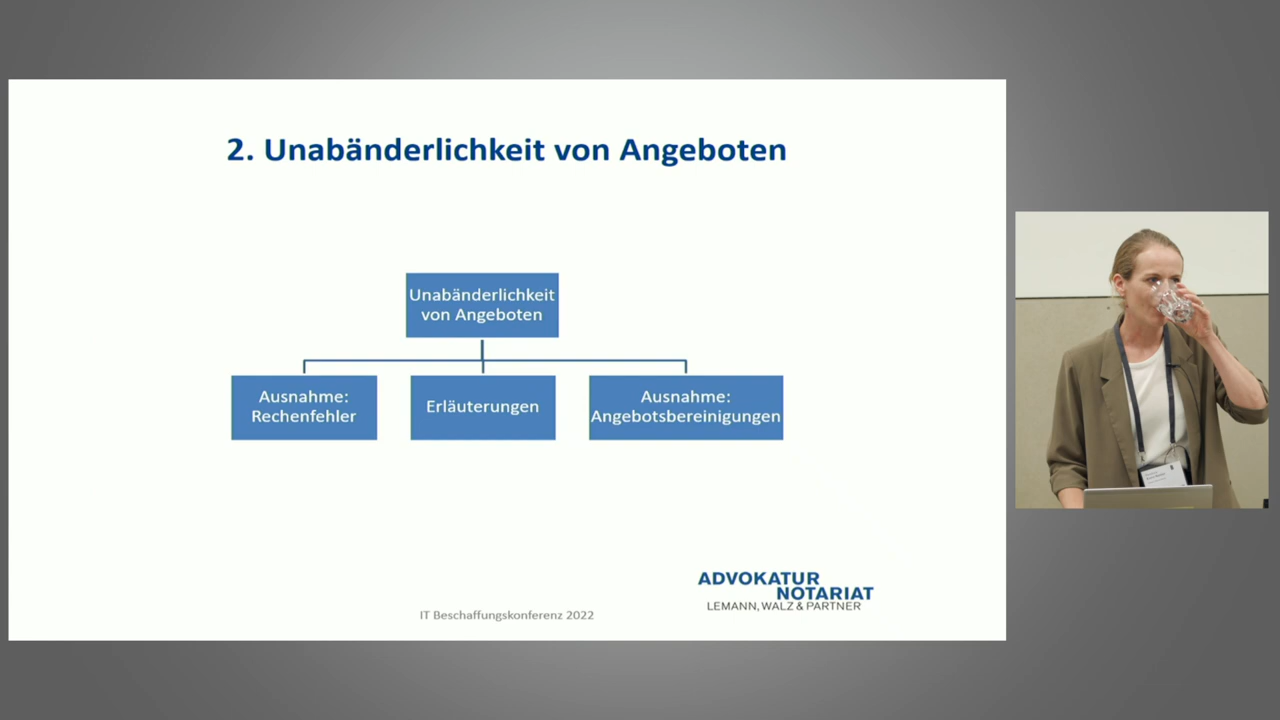 2. Unabänderlichkeit von Angeboten
Unabänderlichkeit
von Angeboten
Ausnahme:
Rechenfehler
Erläuterungen
Ausnahme:
Angebotsbereinigungen
ADVOKATUR
NOTARIAT
LEMANN, WALZ & PARTNER
IT Beschaffungskonferenz 2022